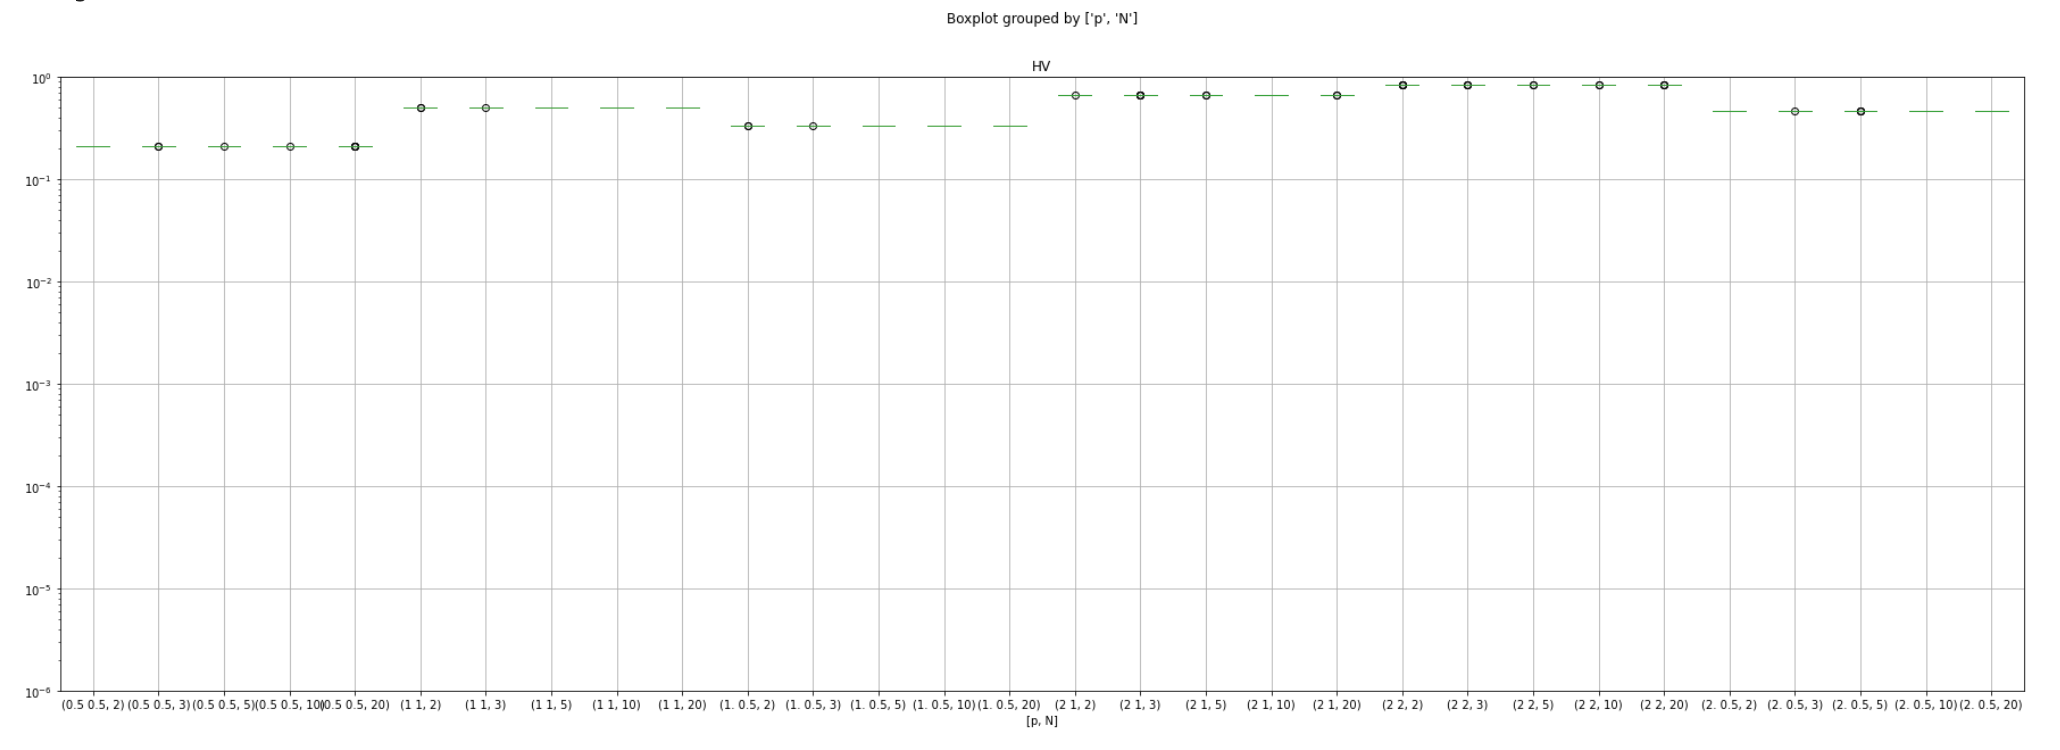 Boxplot grouped by ['p', 'N']
HV
10⁰
10⁻¹
10⁻²
10⁻³
10⁻⁴
10⁻⁵
10⁻⁶
(0.5 0.5, 2) (0.5 0.5, 3) (0.5 0.5, 5) (0.5 0.5, 10) (0.5 0.5, 20) (1 1, 2) (1 1, 3) (1 1, 5) (1 1, 10) (1 1, 20) (1. 0.5, 2) (1. 0.5, 3) (1. 0.5, 5) (1. 0.5, 10) (1. 0.5, 20) (2 1, 2) (2 1, 3) (2 1, 5) (2 1, 10) (2 1, 20) (2 2, 2) (2 2, 3) (2 2, 5) (2 2, 10) (2 2, 20) (2. 0.5, 2) (2. 0.5, 3) (2. 0.5, 5) (2. 0.5, 10) (2. 0.5, 20)
[p, N]